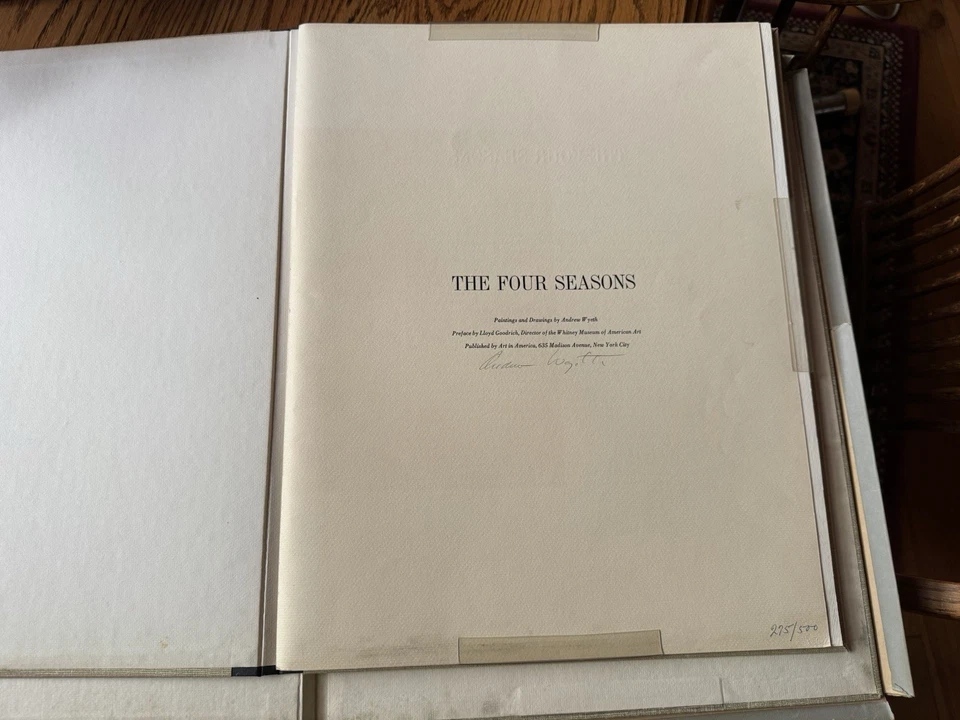 THE FOUR SEASONS
Paintings and Drawings by Andrew Wyeth
Preface by Lloyd Goodrich, Director of the Whitney Museum of American Art
Published by Art in America, 635 Madison Avenue, New York City
Andrew Wyeth
275/500